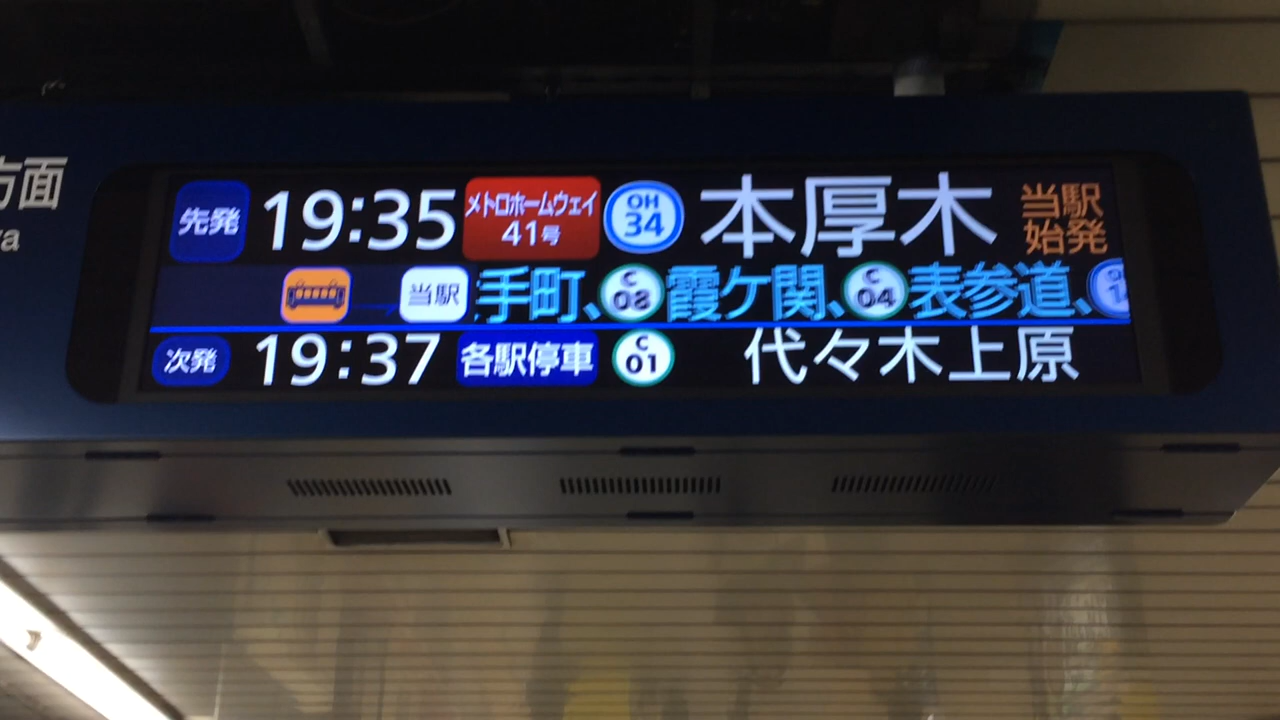 方面
先発 19:35 メトロホームウェイ 41号 OH 34 本厚木 当駅始発
当駅 手町、C 08 霞ケ関、C 04 表参道、
次発 19:37 各駅停車 C 01 代々木上原